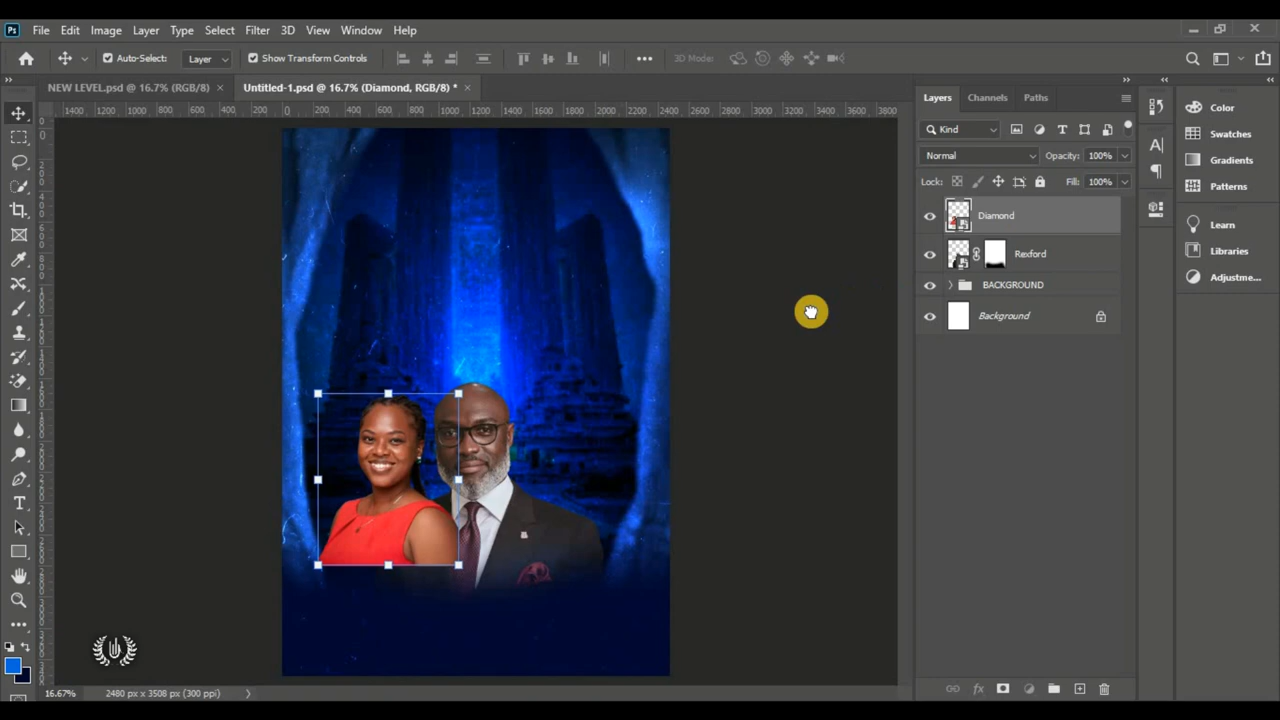 Ps File Edit Image Layer Type Select Filter 3D View Window Help
Auto-Select: Layer Show Transform Controls 3D Mode:
NEW LEVEL.psd @ 16.7% (RGB/8) × Untitled-1.psd @ 16.7% (Diamond, RGB/8) * ×
1400 1200 1000 800 600 400 200 0 200 400 600 800 1000 1200 1400 1600 1800 2000 2200 2400 2600 2800 3000 3200 3400 3600 3800
Layers Channels Paths
Kind
Normal Opacity: 100%
Lock: Fill: 100%
Diamond
Rexford
BACKGROUND
Background
Color
Swatches
Gradients
Patterns
Learn
Libraries
Adjustme...
16.67% 2480 px x 3508 px (300 ppi)